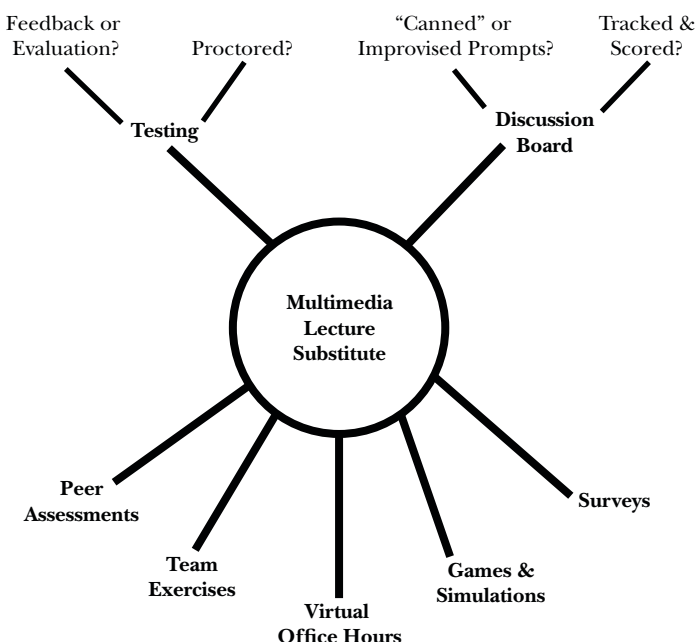 Feedback or
Evaluation?
Proctored?
“Canned” or
Improvised Prompts?
Tracked &
Scored?
Testing
Discussion
Board
Multimedia
Lecture
Substitute
Peer
Assessments
Team
Exercises
Virtual
Office Hours
Games &
Simulations
Surveys